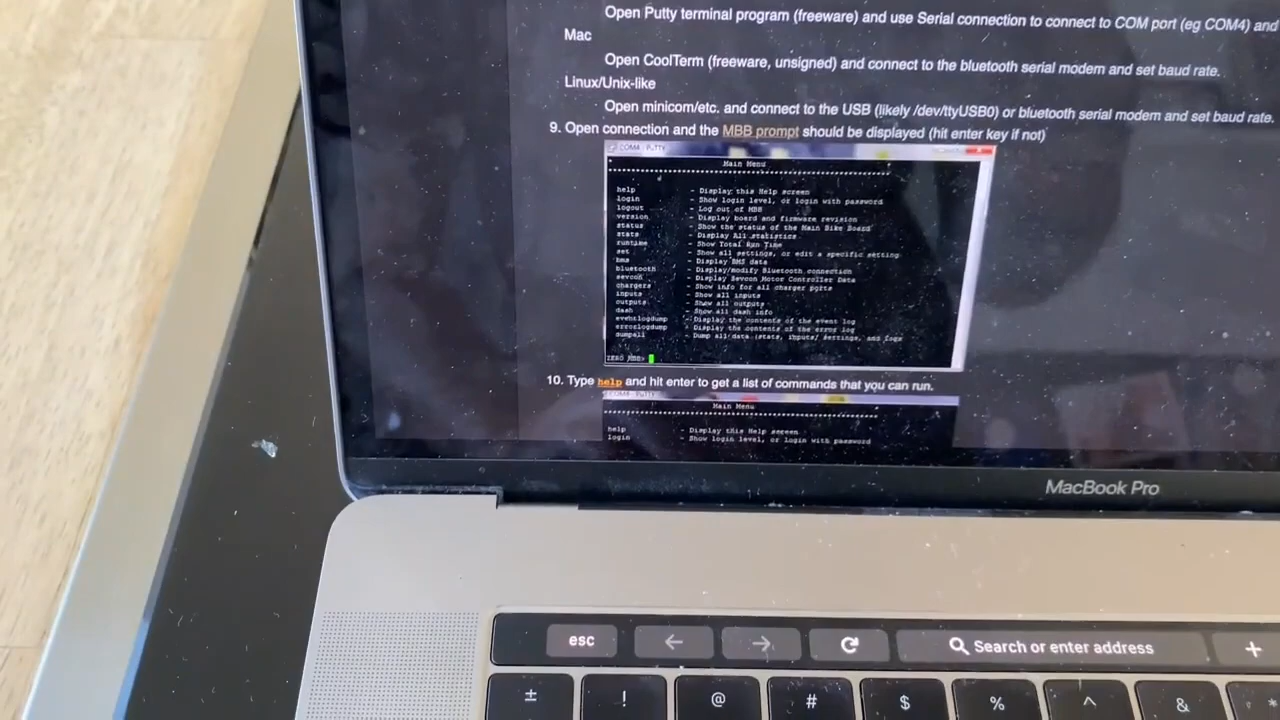 Open Putty terminal program (freeware) and use Serial connection to connect to COM port (eg COM4) and
Mac
Open CoolTerm (freeware, unsigned) and connect to the bluetooth serial modem and set baud rate.
Linux/Unix-like
Open minicom/etc. and connect to the USB (likely /dev/ttyUSB0) or bluetooth serial modem and set baud rate.
9. Open connection and the MBB prompt should be displayed (hit enter key if not)
COM4 - PuTTY
Main Menu
help - Display this Help screen
login - Show login level, or login with password
logout - Log out of MBB
version - Display board and firmware revision
status - Show the status of the Main Bike Board
stats - Display All statistics
runtime - Show Total Run Time
set - Show all settings, or edit a specific setting
bms - Display BMS data
bluetooth - Display/modify Bluetooth connection
sevcon - Display Sevcon Motor Controller Data
chargers - Show info for all charger ports
inputs - Show all inputs
outputs - Show all outputs
dash - Show all dash info
eventlogdump - Display the contents of the event log
errorlogdump - Display the contents of the error log
dumpall - Dump all data (stats, inputs, settings, and logs
ZERO MBB>
10. Type help and hit enter to get a list of commands that you can run.
COM4 - PuTTY
Main Menu
help - Display this Help screen
login - Show login level, or login with password
MacBook Pro
esc ← → Search or enter address +
± ! @ # $ % ^ & *